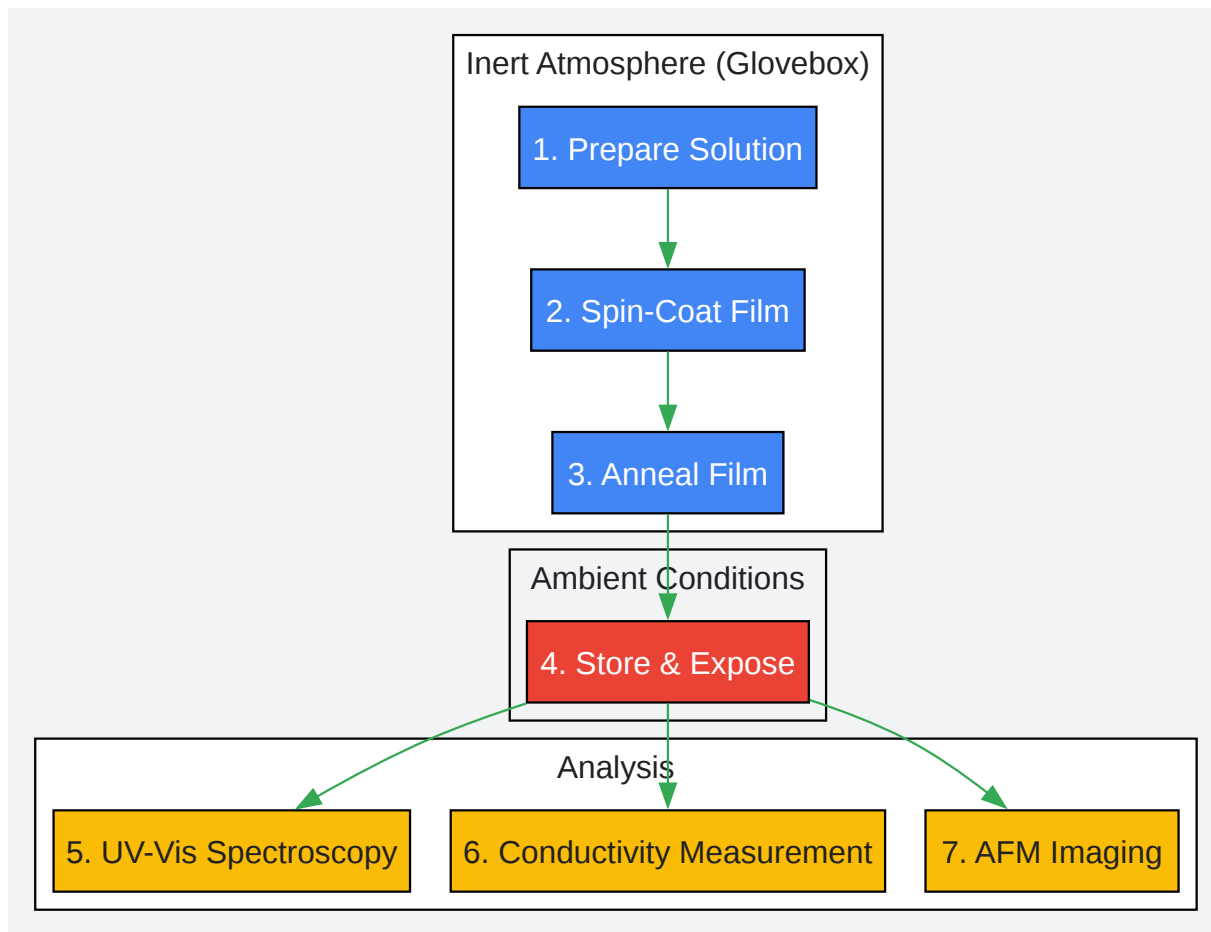 Inert Atmosphere (Glovebox)
1. Prepare Solution
2. Spin-Coat Film
3. Anneal Film
Ambient Conditions
4. Store & Expose
Analysis
5. UV-Vis Spectroscopy
6. Conductivity Measurement
7. AFM Imaging